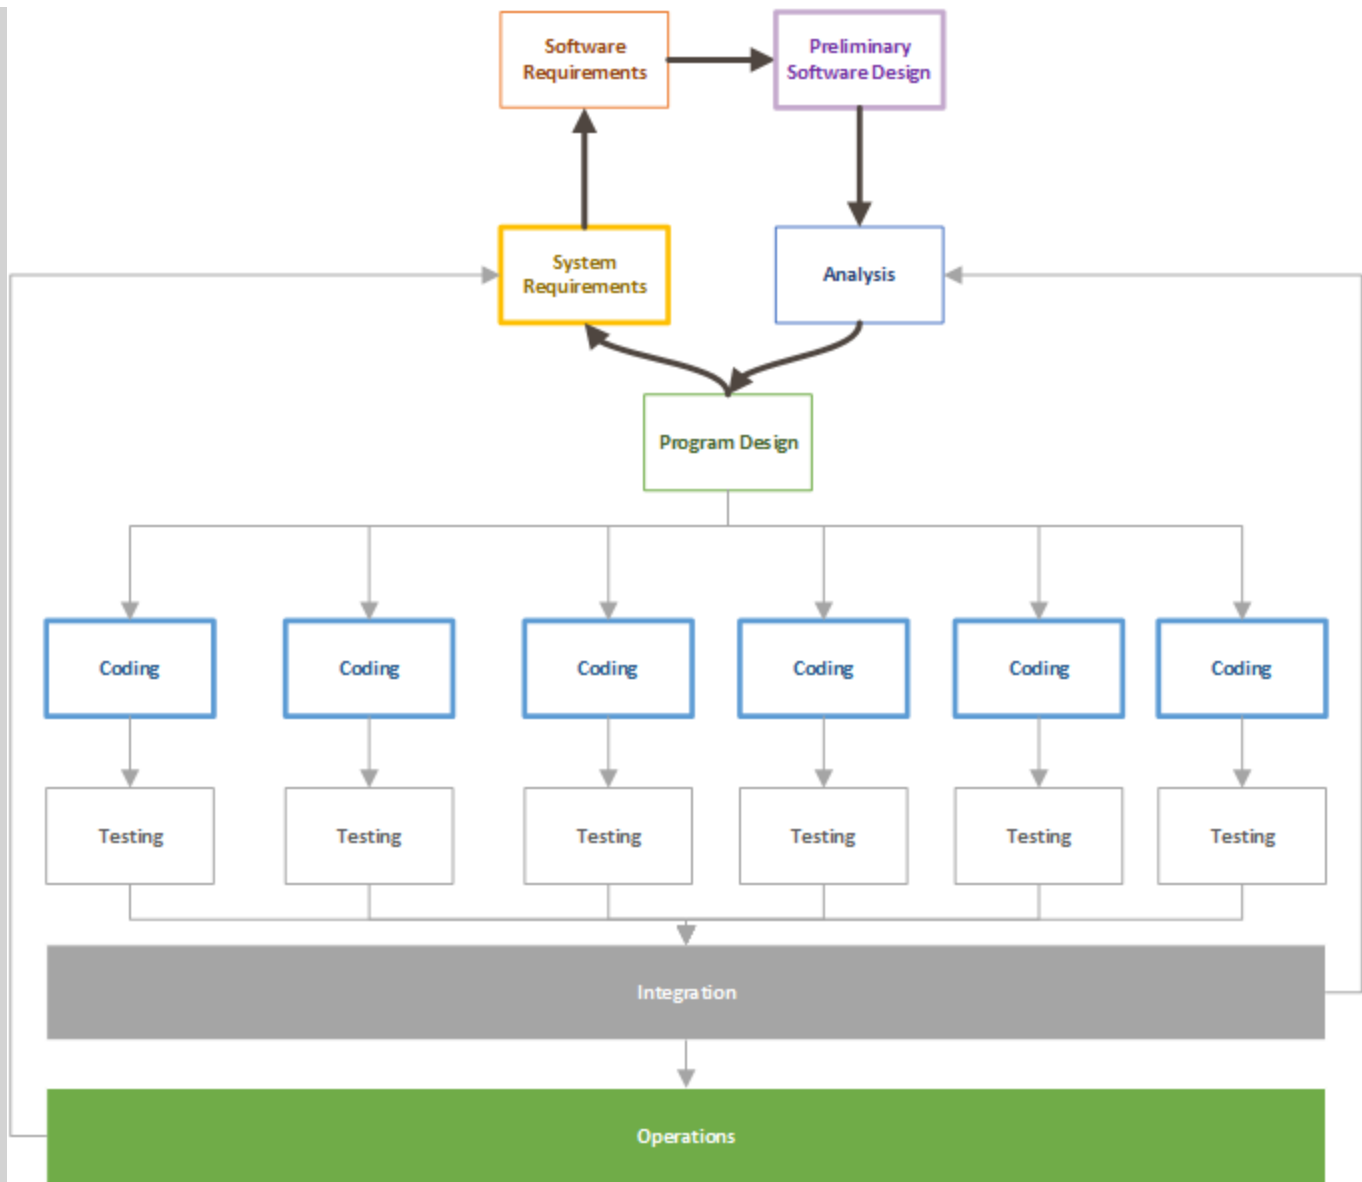 Software
Requirements
Preliminary
Software Design
System
Requirements
Analysis
Program Design
Coding
Coding
Coding
Coding
Coding
Coding
Testing
Testing
Testing
Testing
Testing
Testing
Integration
Operations